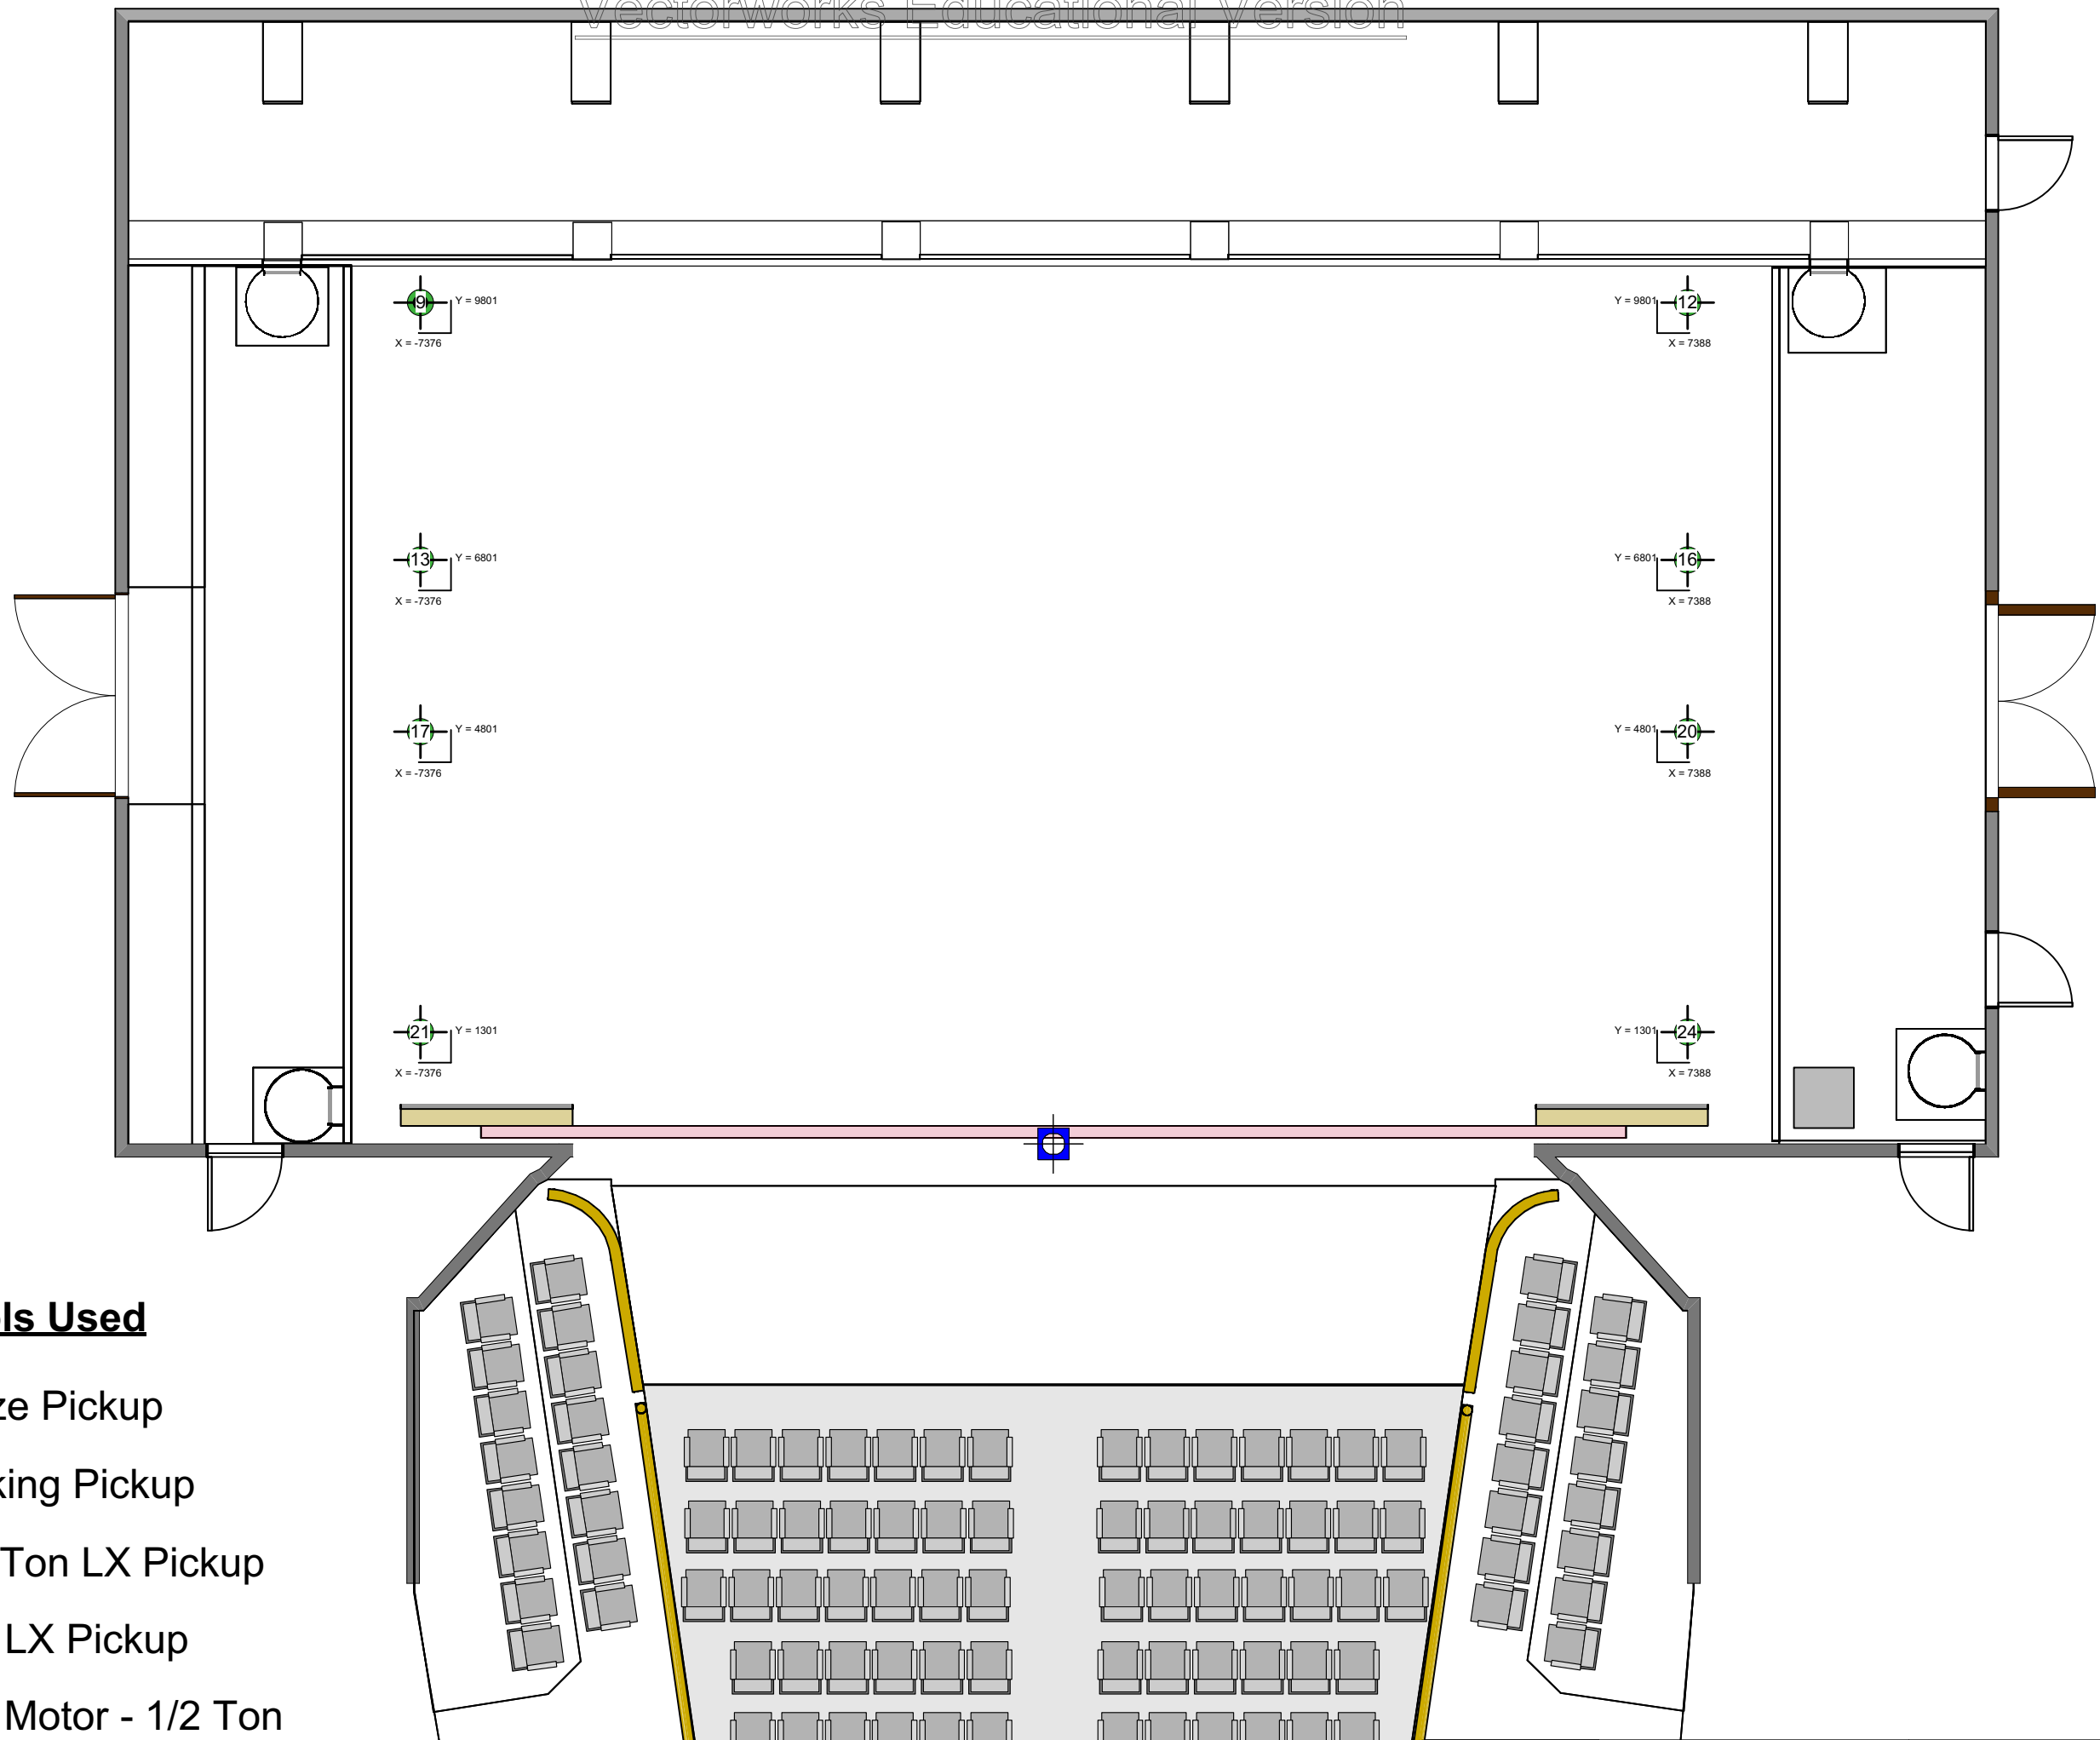 Vectorworks Educational Version
9 Y = 9801
X = -7376
Y = 9801 12
X = 7388
13 Y = 6801
X = -7376
Y = 6801 16
X = 7388
17 Y = 4801
X = -7376
Y = 4801 20
X = 7388
21 Y = 1301
X = -7376
Y = 1301 24
X = 7388
ls Used
ze Pickup
king Pickup
Ton LX Pickup
LX Pickup
Motor - 1/2 Ton